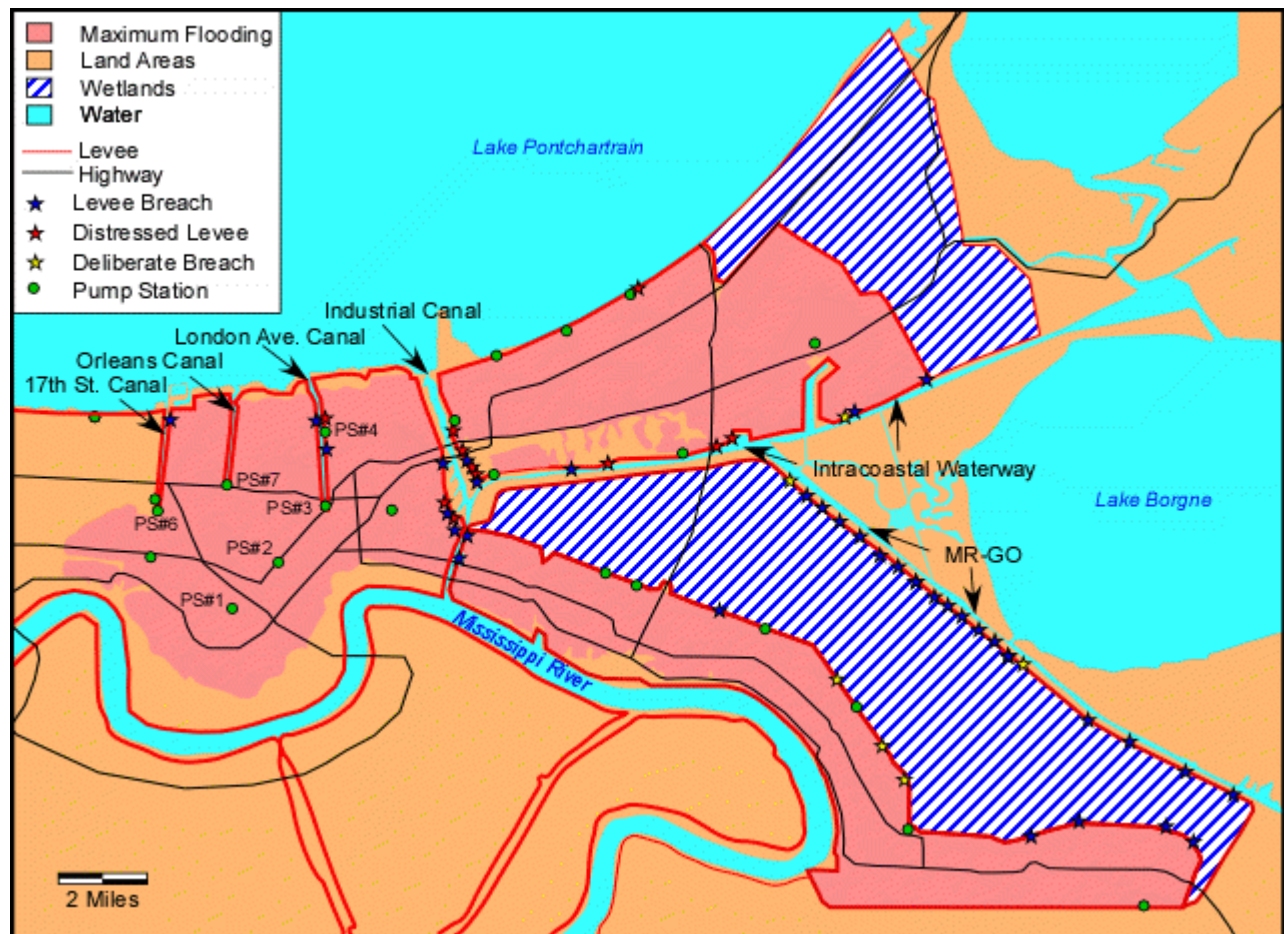 Maximum Flooding
Land Areas
Wetlands
Water
Levee
Highway
Levee Breach
Distressed Levee
Deliberate Breach
Pump Station
Lake Pontchartrain
Industrial Canal
London Ave. Canal
Orleans Canal
17th St. Canal
PS#4
PS#7
PS#3
PS#6
PS#2
PS#1
Intracoastal Waterway
Lake Borgne
MR-GO
Mississippi River
2 Miles